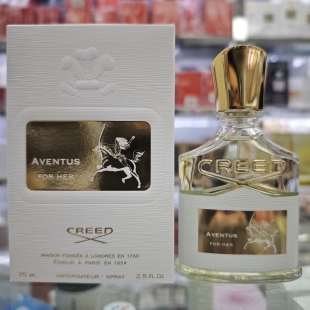 AVENTUS
FOR HER
CREED
MAISON FONDÉE À LONDRES EN 1760
ÉTABLIE À PARIS EN 1854
75 ML. VAPORISATEUR - SPRAY 2.5 FL.OZ
CREED
AVENTUS
FOR HER